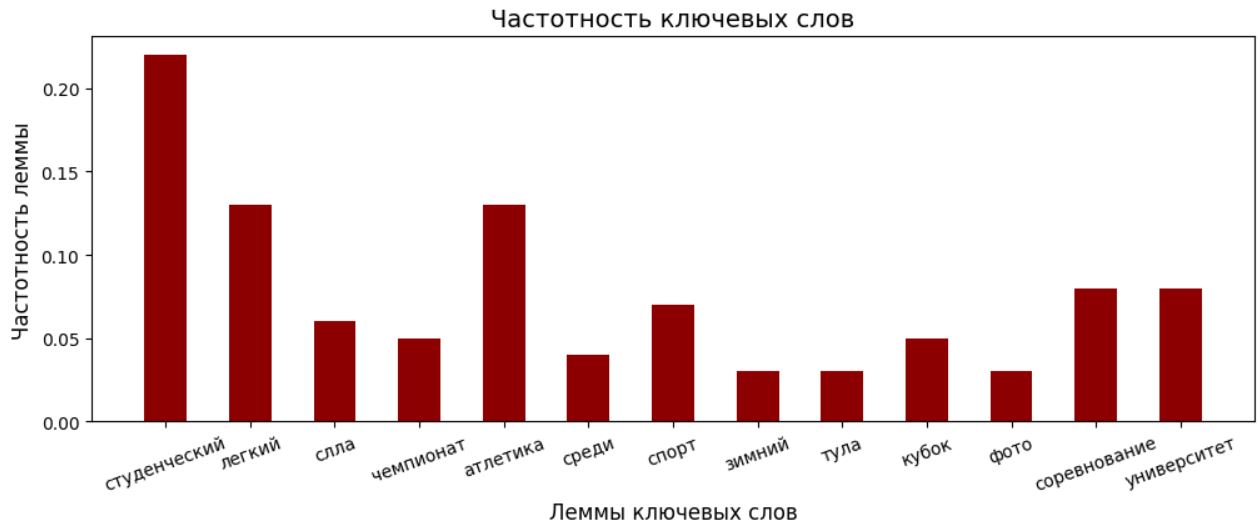 Частотность ключевых слов
Частотность леммы
0.20
0.15
0.10
0.05
0.00
студенческий
легкий
слла
чемпионат
атлетика
среди
спорт
зимний
тула
кубок
фото
соревнование
университет
Леммы ключевых слов